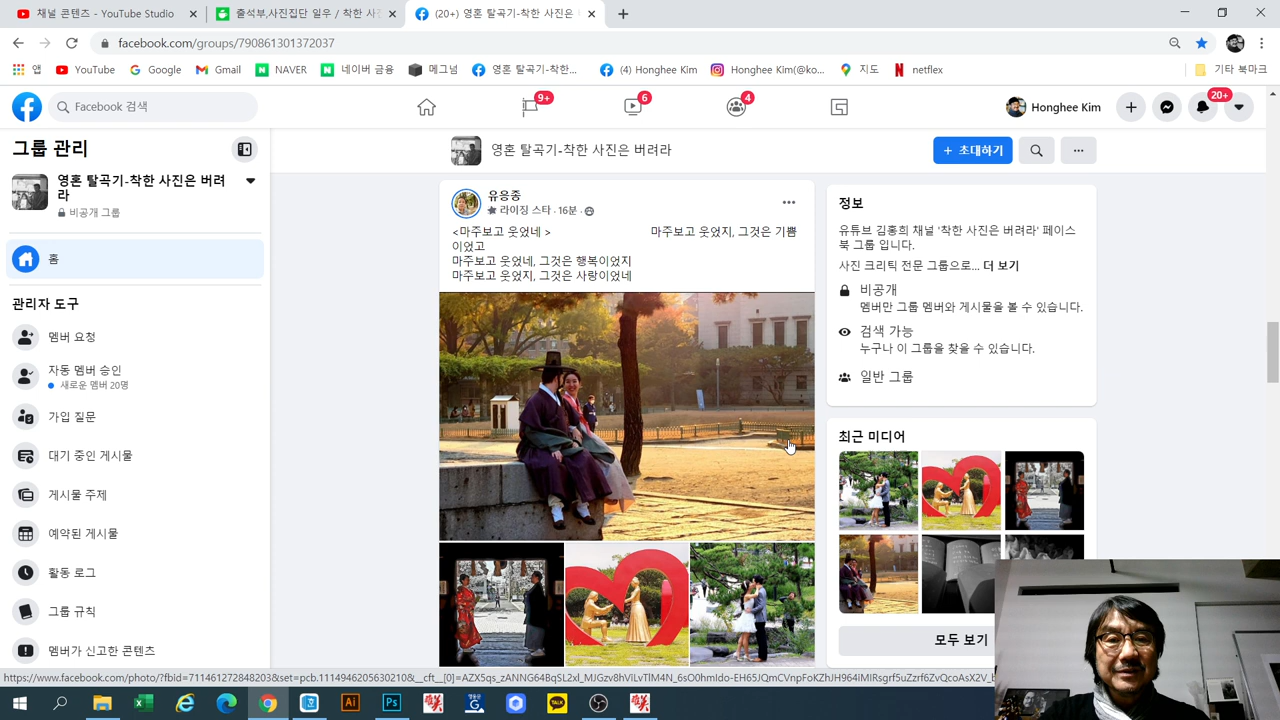 채널 콘텐츠 - YouTube Studio
출석부,사진집단 일우 / 착한 사
(20+) 영혼 탈곡기-착한 사진은
facebook.com/groups/790861301372037
앱
YouTube
Google
Gmail
NAVER
네이버 금융
메그넘
영혼 탈곡기-착한...
(4) Honghee Kim
Honghee Kim(@ko...
지도
netflex
기타 북마크
Facebook 검색
9+
6
4
Honghee Kim
20+
그룹 관리
영혼 탈곡기-착한 사진은 버려
라
비공개 그룹
홈
관리자 도구
멤버 요청
자동 멤버 승인
새로운 멤버 20명
가입 질문
대기 중인 게시물
게시물 주제
예약된 게시물
활동 로그
그룹 규칙
멤버가 신고한 콘텐츠
영혼 탈곡기-착한 사진은 버려라
+ 초대하기
유응종
라이징 스타 · 16분 ·
<마주보고 웃었네 > 마주보고 웃었지, 그것은 기쁨
이었고
마주보고 웃었네, 그것은 행복이었지
마주보고 웃었지, 그것은 사랑이었네
정보
유튜브 김홍희 채널 '착한 사진은 버려라' 페이스
북 그룹 입니다.
사진 크리틱 전문 그룹으로... 더 보기
비공개
멤버만 그룹 멤버와 게시물을 볼 수 있습니다.
검색 가능
누구나 이 그룹을 찾을 수 있습니다.
일반 그룹
최근 미디어
모두 보기
Ai
Ps
TALK